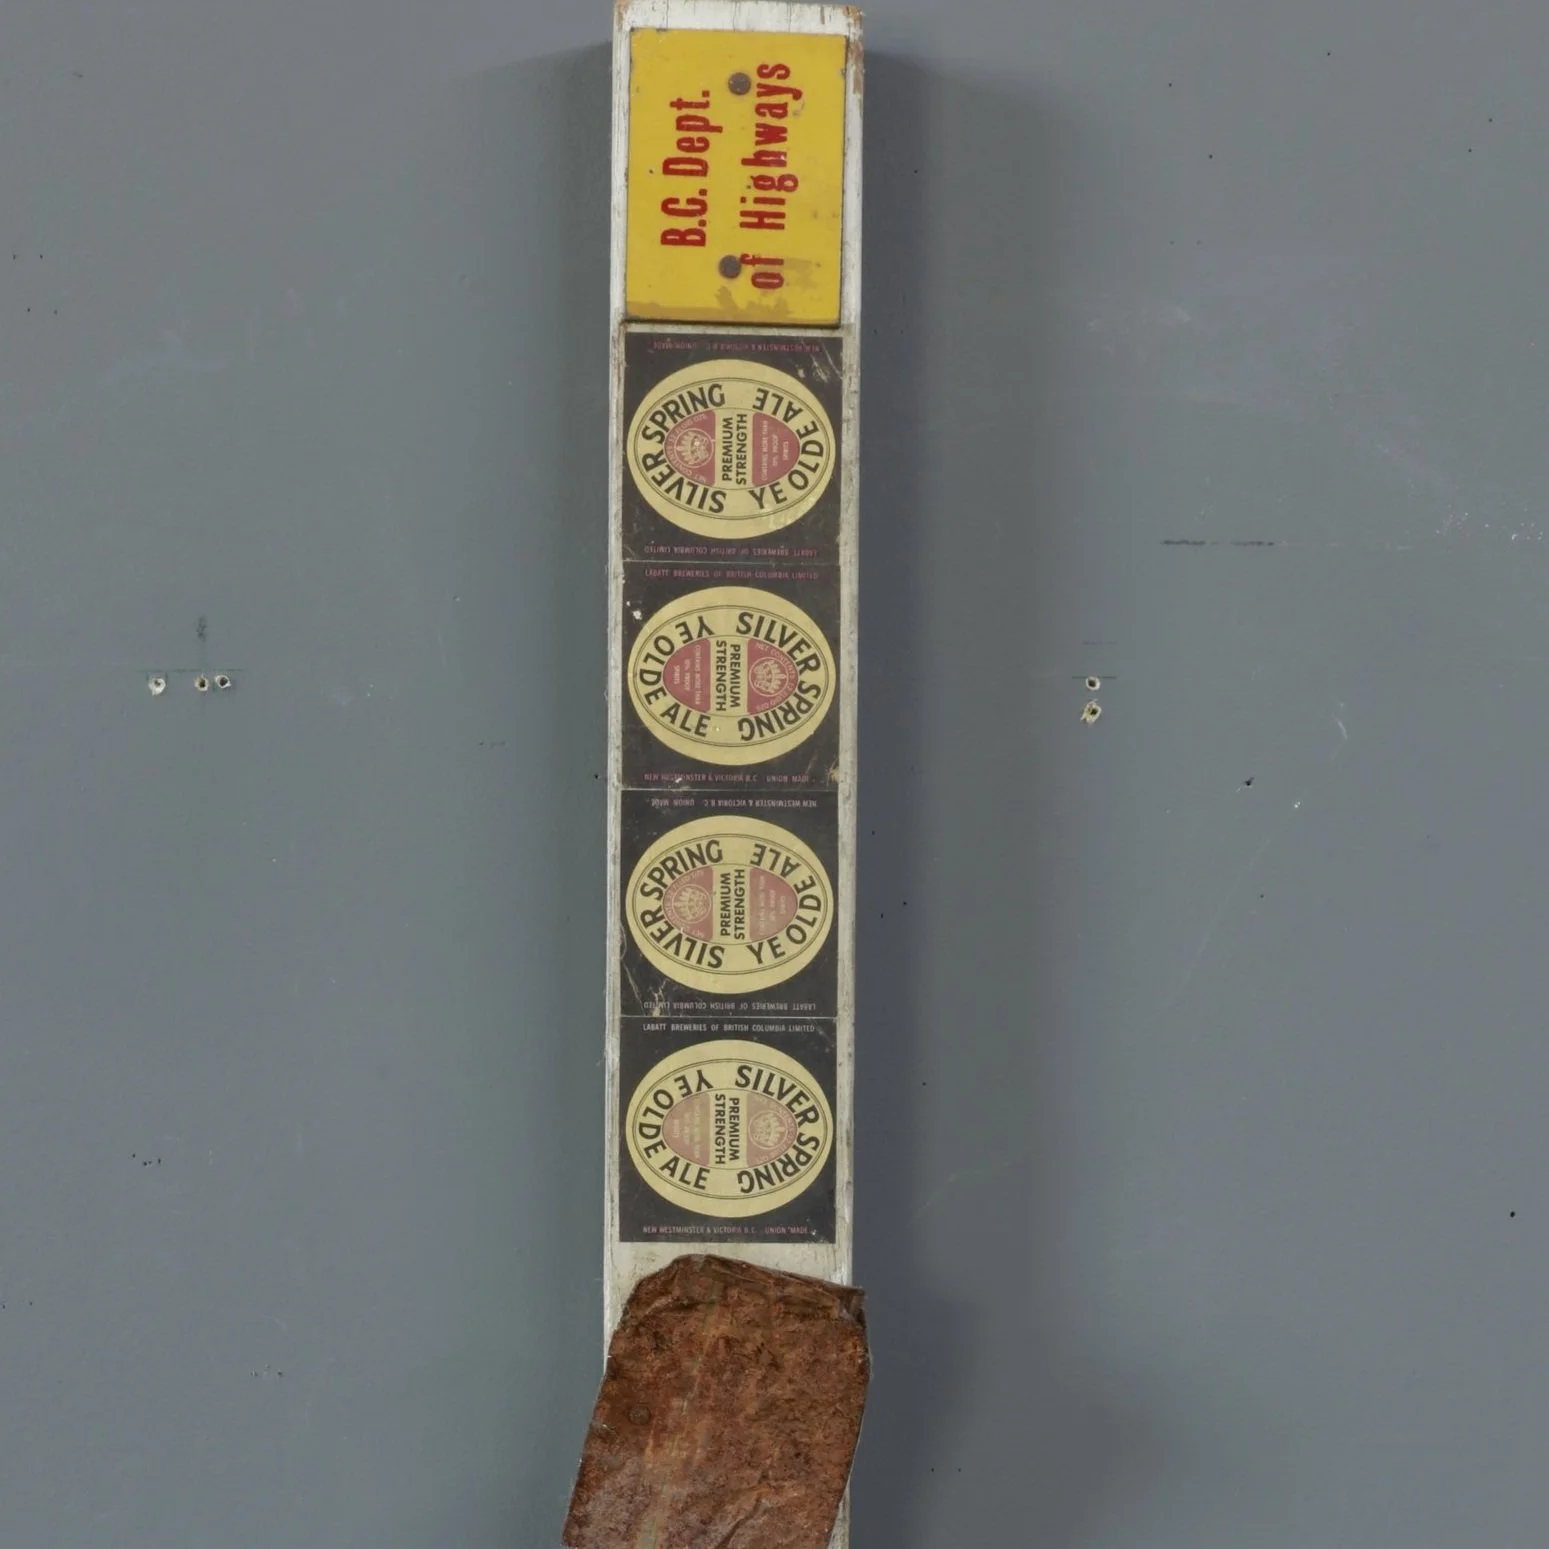 B.C. Dept.
of Highways
NEW WESTMINSTER & VICTORIA B.C. UNION MADE
SILVER SPRING
PREMIUM
STRENGTH
YE OLDE ALE
LABATT BREWERIES OF BRITISH COLUMBIA LIMITED
LABATT BREWERIES OF BRITISH COLUMBIA LIMITED
SILVER SPRING
PREMIUM
STRENGTH
YE OLDE ALE
NEW WESTMINSTER & VICTORIA B.C. UNION MADE
NEW WESTMINSTER & VICTORIA B.C. UNION MADE
SILVER SPRING
PREMIUM
STRENGTH
YE OLDE ALE
LABATT BREWERIES OF BRITISH COLUMBIA LIMITED
LABATT BREWERIES OF BRITISH COLUMBIA LIMITED
SILVER SPRING
PREMIUM
STRENGTH
YE OLDE ALE
NEW WESTMINSTER & VICTORIA B.C. UNION MADE